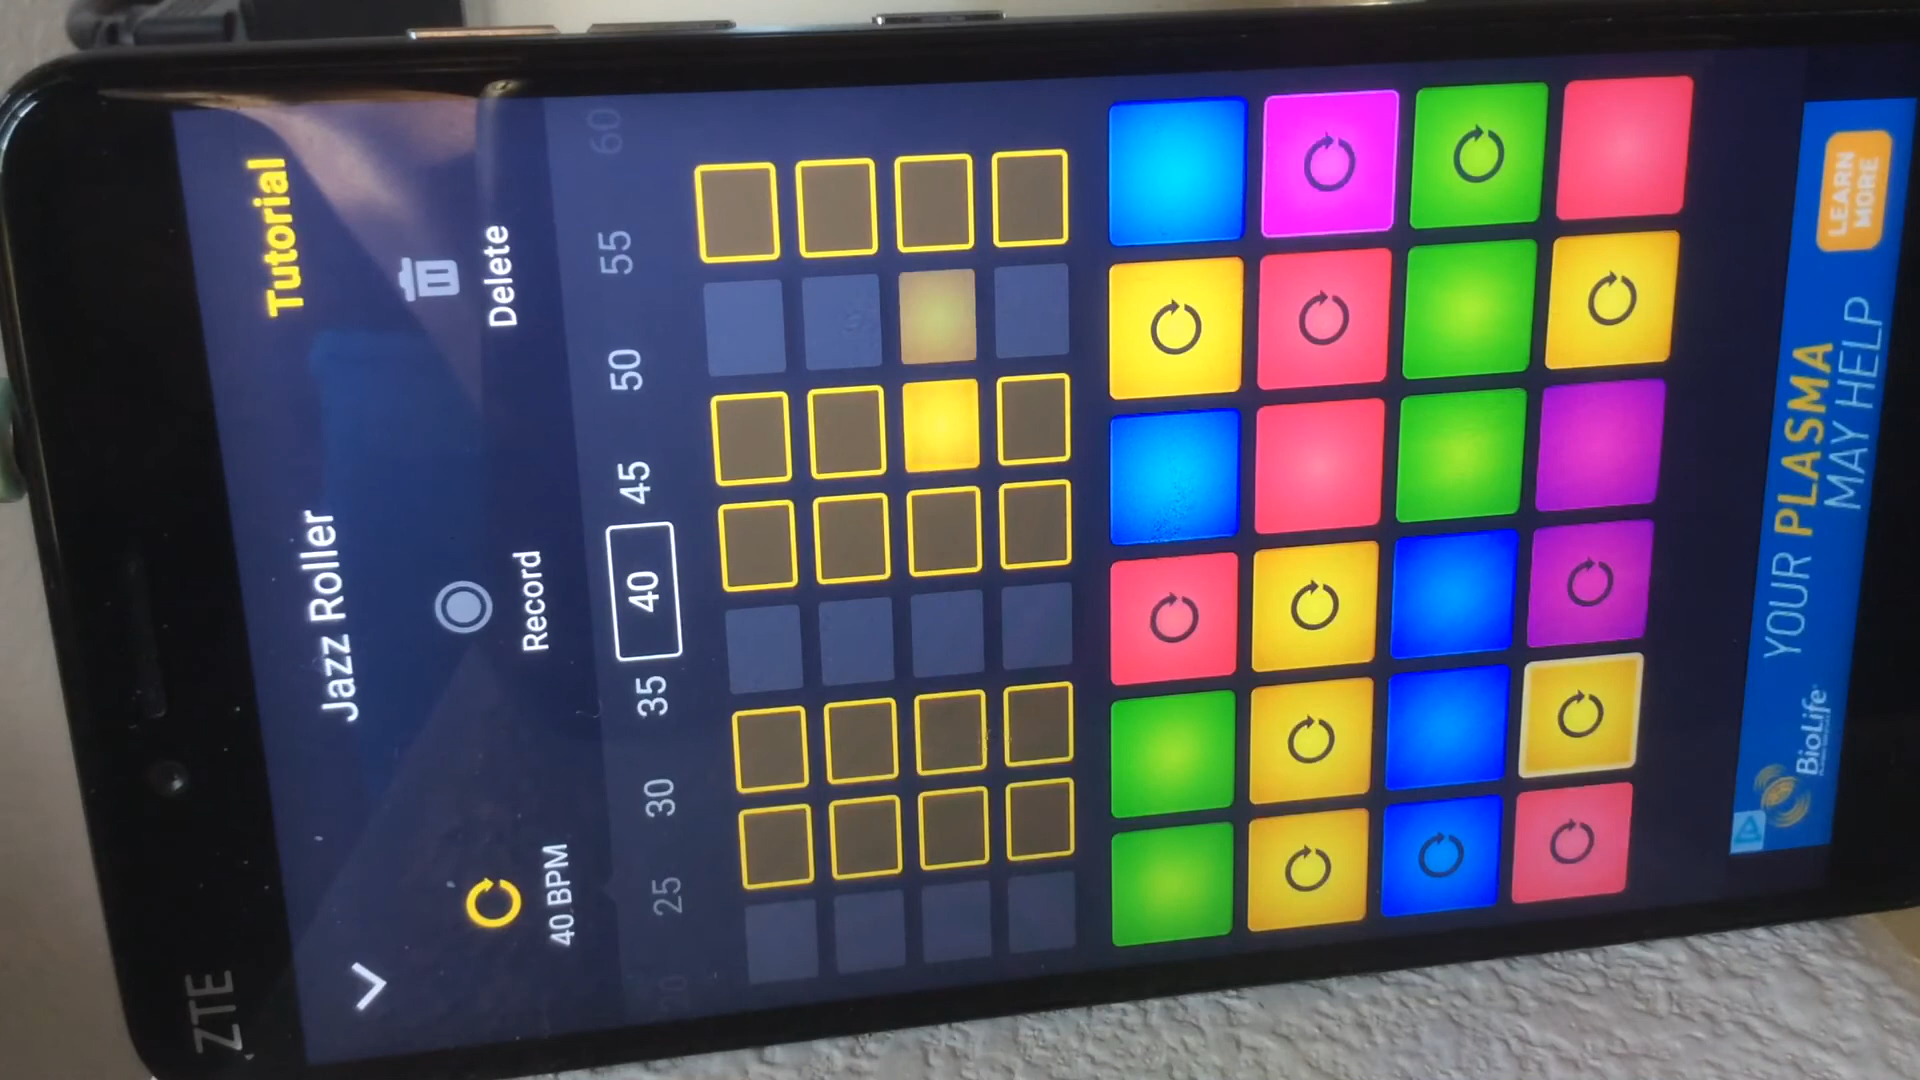 ZTE
Jazz Roller
Tutorial
40 BPM
Record
Delete
20 25 30 35 40 45 50 55 60
BioLife
YOUR PLASMA
MAY HELP
LEARN
MORE